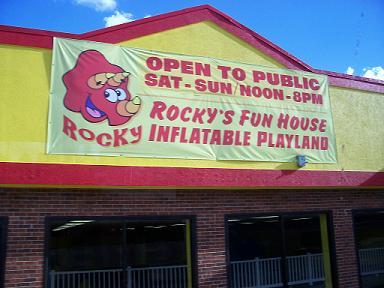 OPEN TO PUBLIC
SAT - SUN/NOON - 8PM
ROCKY'S FUN HOUSE
INFLATABLE PLAYLAND
ROCKY